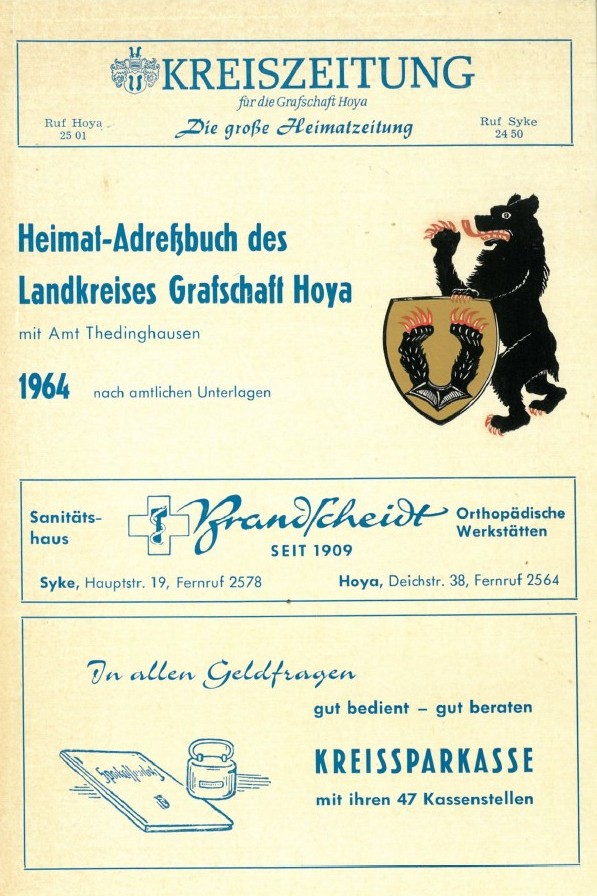 KREISZEITUNG
für die Grafschaft Hoya
Die große Heimatzeitung
Ruf Hoya
25 01
Ruf Syke
24 50
Heimat-Adreßbuch des
Landkreises Grafschaft Hoya
mit Amt Thedinghausen
1964 nach amtlichen Unterlagen
Sanitäts-
haus
Brandscheidt
SEIT 1909
Orthopädische
Werkstätten
Syke, Hauptstr. 19, Fernruf 2578
Hoya, Deichstr. 38, Fernruf 2564
In allen Geldfragen
gut bedient – gut beraten
KREISSPARKASSE
mit ihren 47 Kassenstellen
Sparkassenbuch